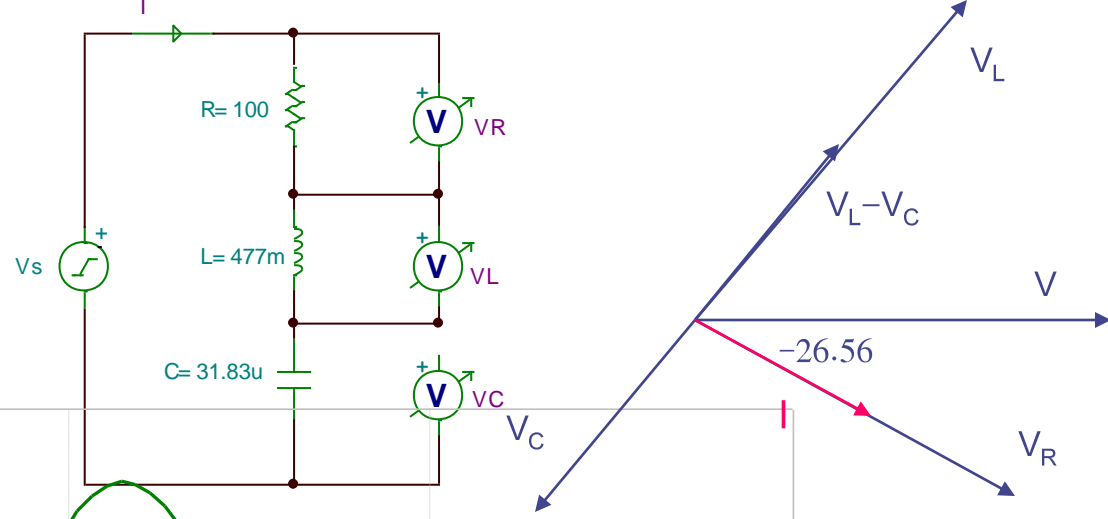 I
R= 100
+
V
VR
Vs
+
L= 477m
+
V
VL
C= 31.83u
+
V
VC
VL
VL−VC
V
−26.56
I
VC
VR